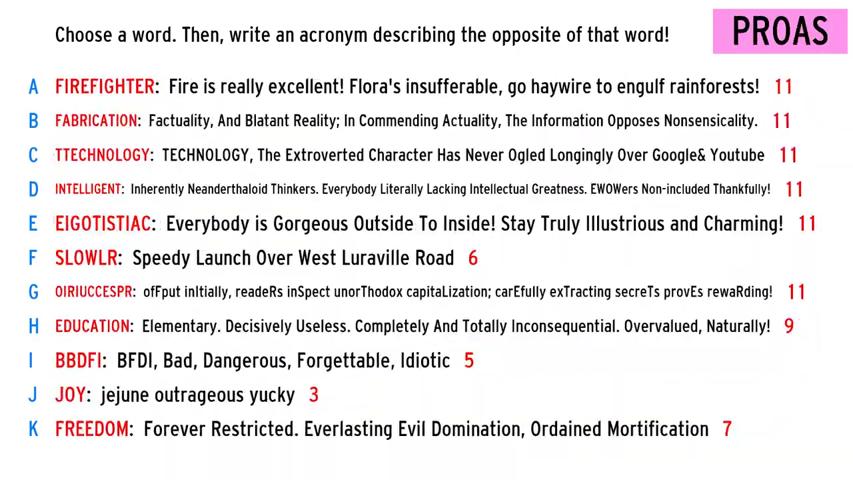 Choose a word. Then, write an acronym describing the opposite of that word!
PROAS
A FIREFIGHTER: Fire is really excellent! Flora's insufferable, go haywire to engulf rainforests! 11
B FABRICATION: Factuality, And Blatant Reality; In Commending Actuality, The Information Opposes Nonsensicality. 11
C TTECHNOLOGY: TECHNOLOGY, The Extroverted Character Has Never Ogled Longingly Over Google& Youtube 11
D INTELLIGENT: Inherently Neanderthaloid Thinkers. Everybody Literally Lacking Intellectual Greatness. EWOWers Non-included Thankfully! 11
E EIGOTISTIAC: Everybody is Gorgeous Outside To Inside! Stay Truly Illustrious and Charming! 11
F SLOWLR: Speedy Launch Over West Luraville Road 6
G OIRIUCCESPR: ofFput inItially, readeRs inSpect unorThodox capitaLization; carEfully exTracting secreTs provEs rewaRding! 11
H EDUCATION: Elementary. Decisively Useless. Completely And Totally Inconsequential. Overvalued, Naturally! 9
I BBDFI: BFDI, Bad, Dangerous, Forgettable, Idiotic 5
J JOY: jejune outrageous yucky 3
K FREEDOM: Forever Restricted. Everlasting Evil Domination, Ordained Mortification 7